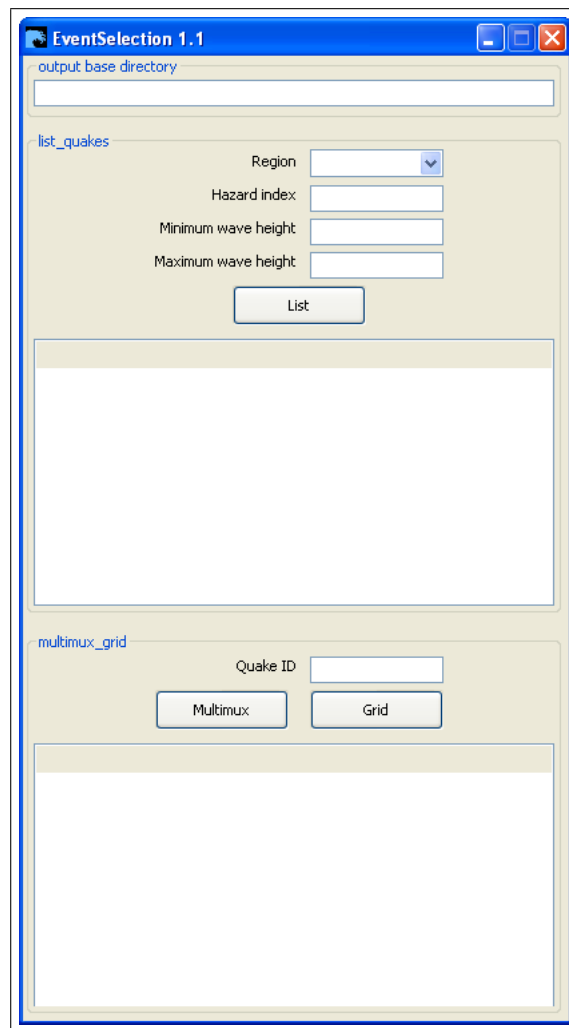 EventSelection 1.1
output base directory
list_quakes
Region
Hazard index
Minimum wave height
Maximum wave height
List
multimux_grid
Quake ID
Multimux Grid